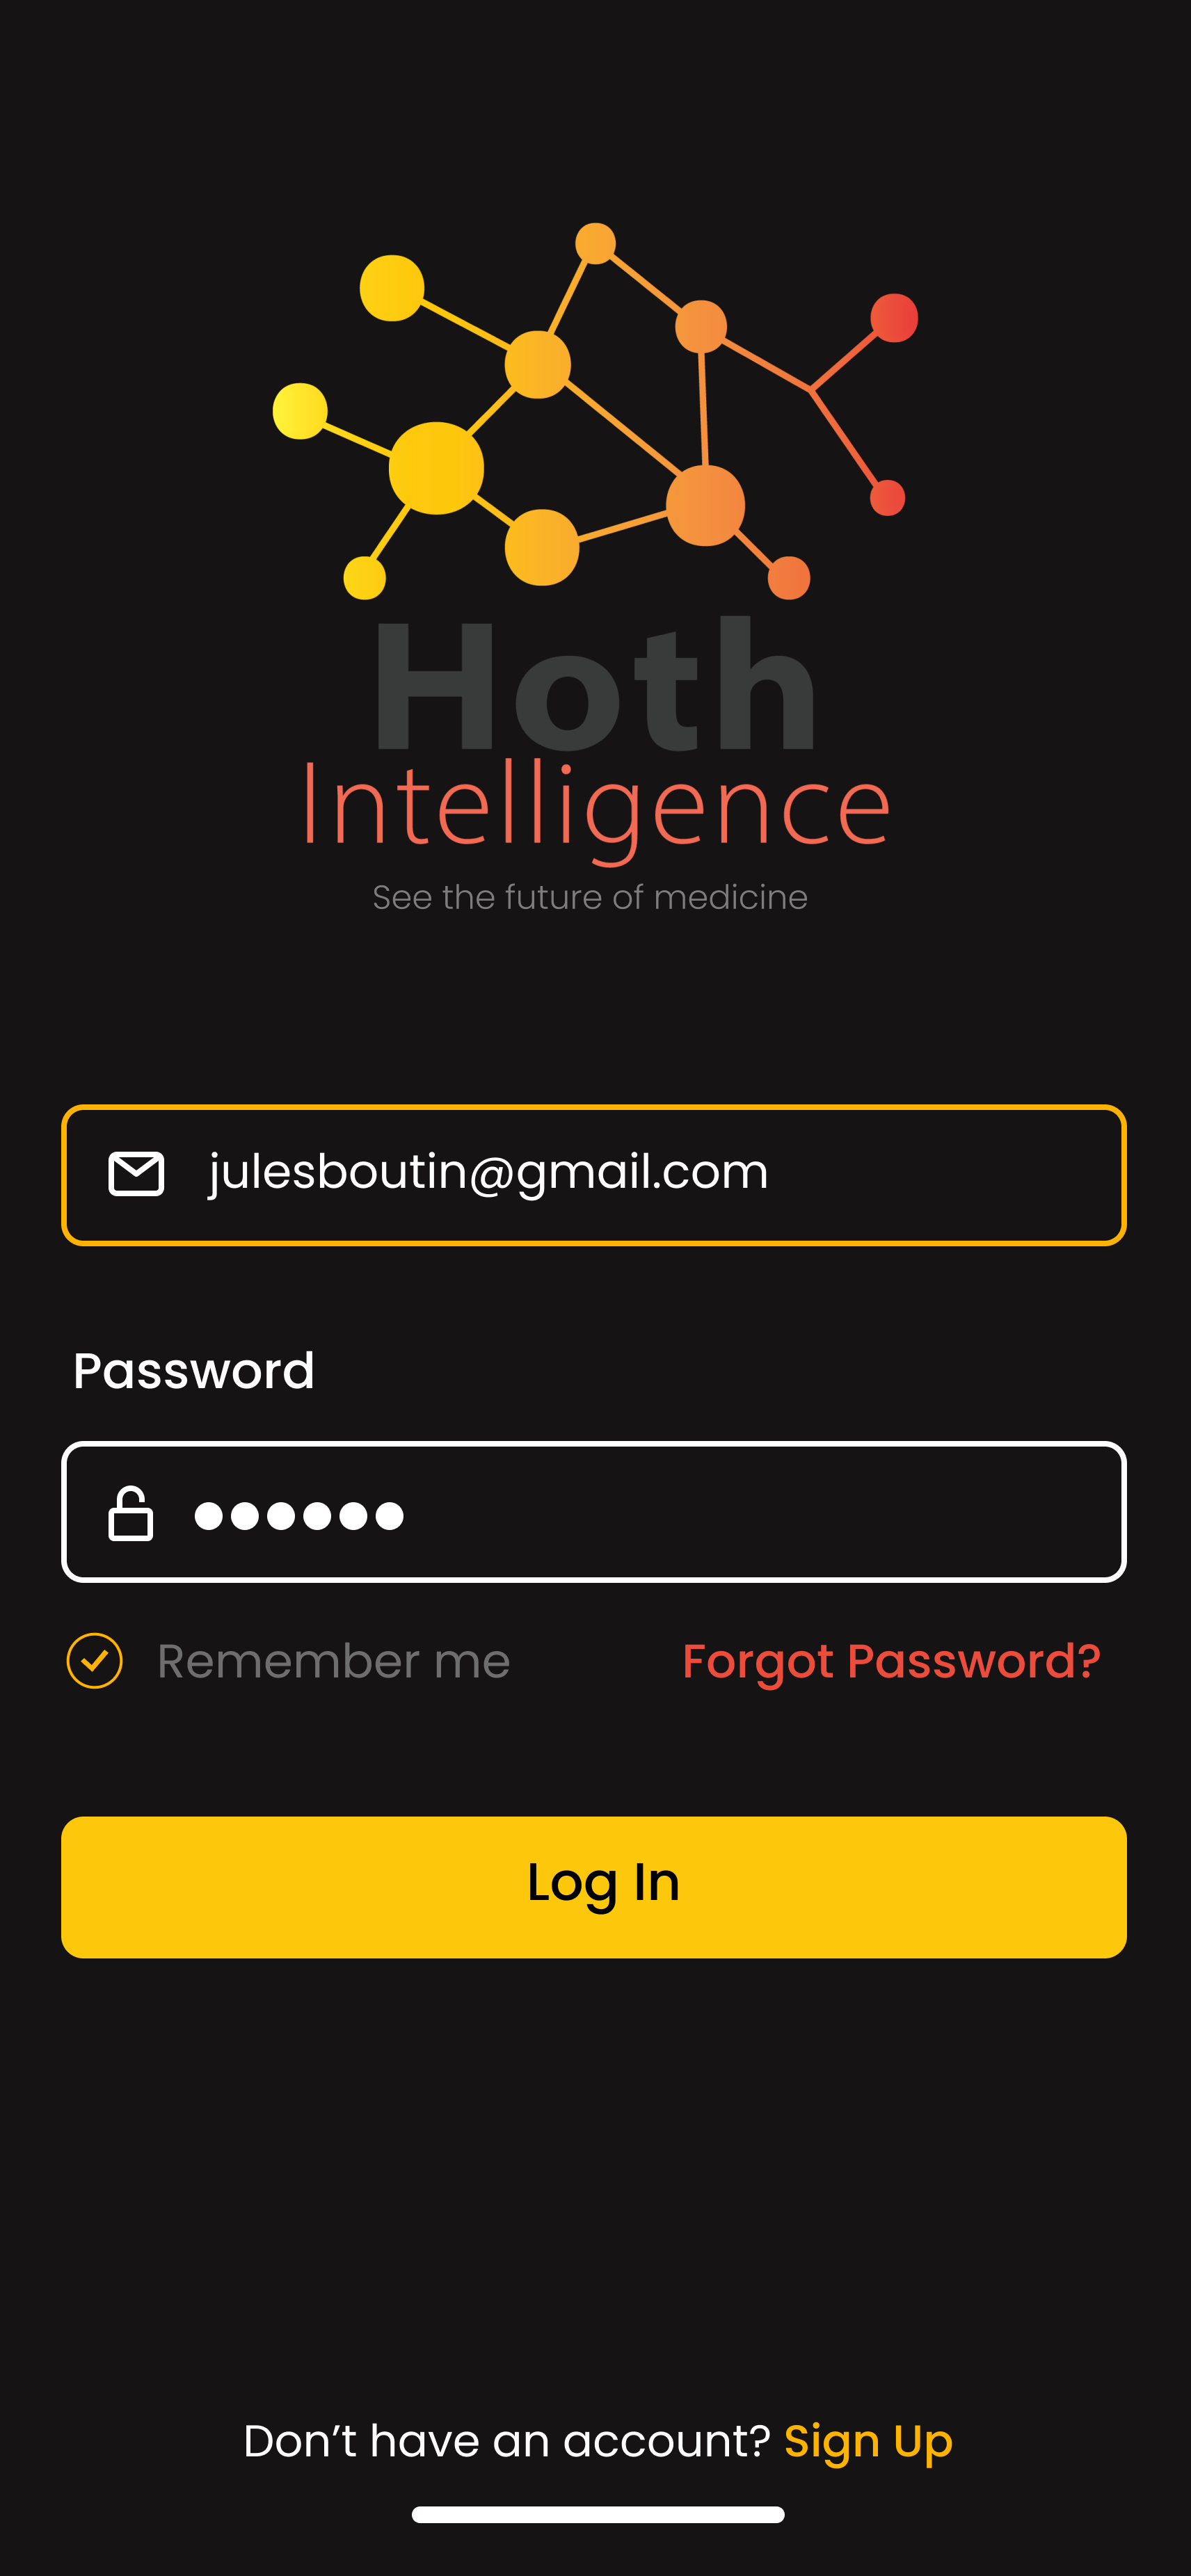 Hoth
Intelligence
See the future of medicine
julesboutin@gmail.com
Password
Remember me
Forgot Password?
Log In
Don’t have an account? Sign Up